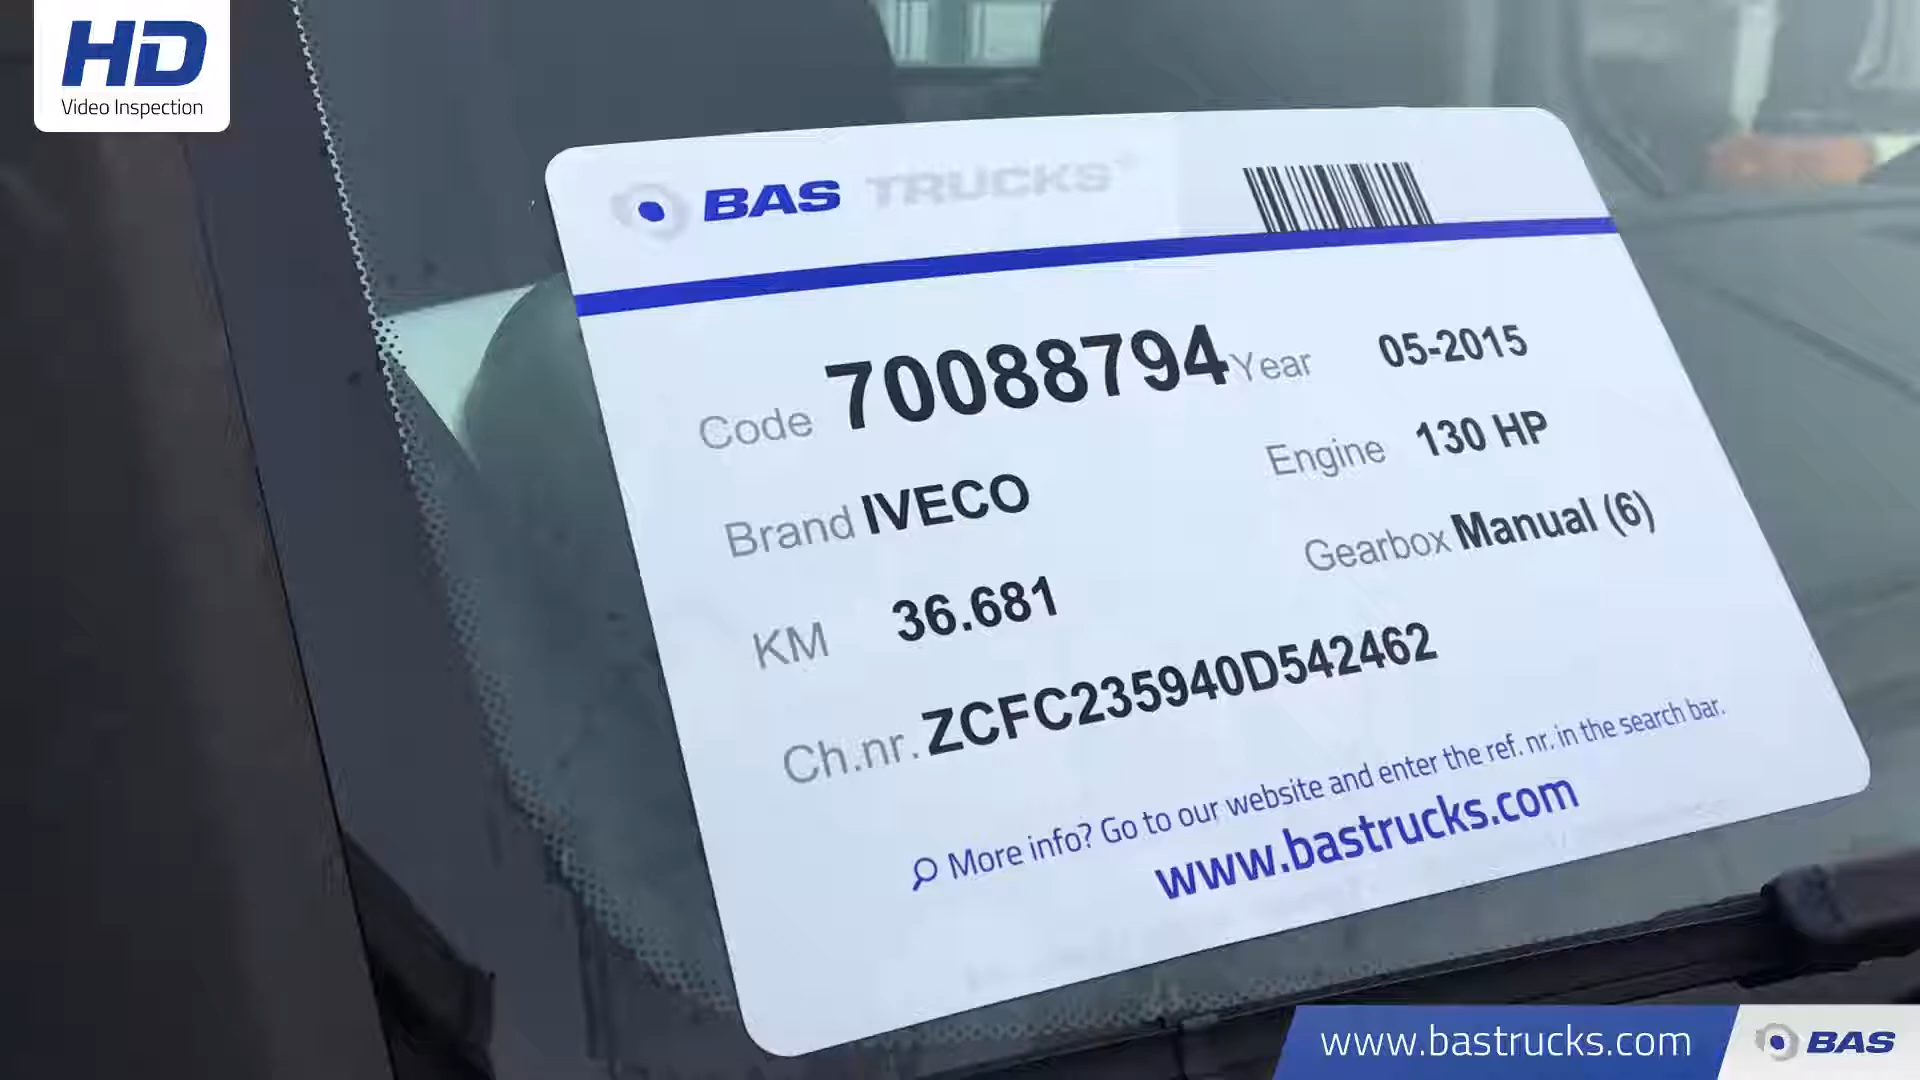 HD
Video Inspection
BAS TRUCKS
Code 70088794 Year 05-2015
Brand IVECO Engine 130 HP
KM 36.681 Gearbox Manual (6)
Ch.nr. ZCFC235940D542462
More info? Go to our website and enter the ref. nr. in the search bar.
www.bastrucks.com
www.bastrucks.com
BAS